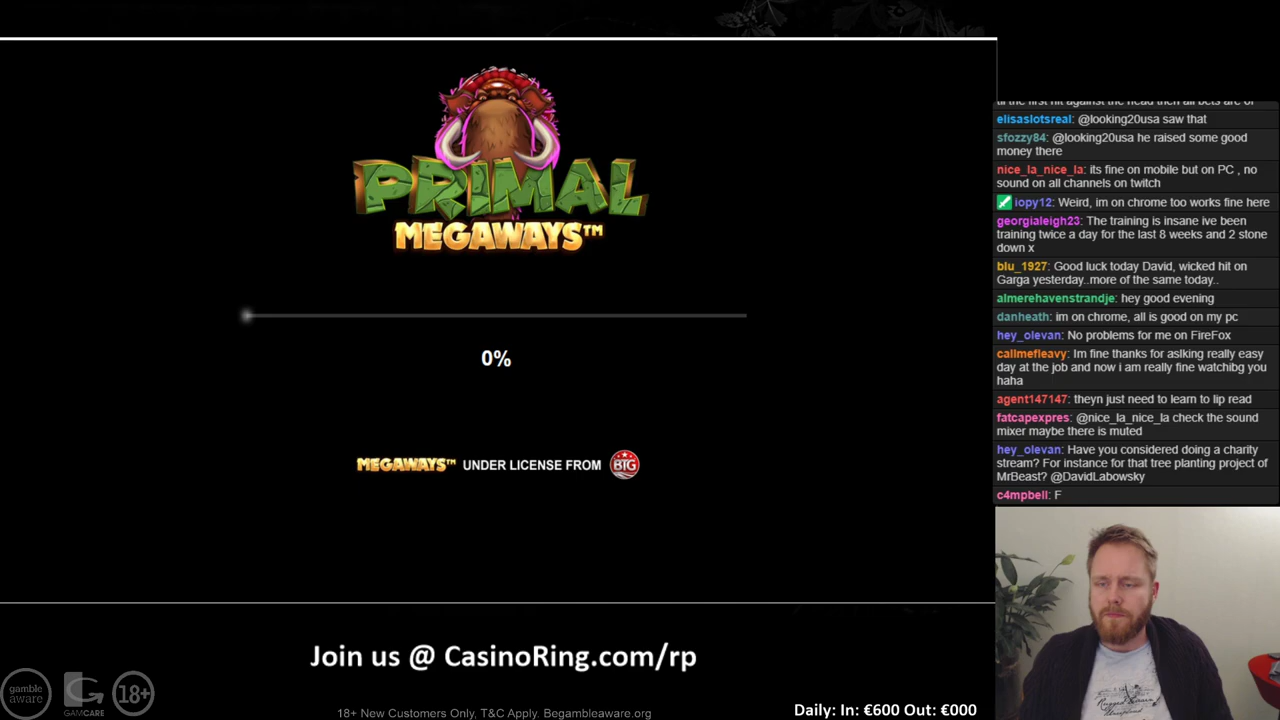 PRIMAL
MEGAWAYS™
0%
MEGAWAYS™ UNDER LICENSE FROM BTG
Join us @ CasinoRing.com/rp
gamble
aware
GAMCARE
18+
18+ New Customers Only, T&C Apply. Begambleaware.org
Daily: In: €600 Out: €000
elisaslotsreal: @looking20usa saw that
sfozzy84: @looking20usa he raised some good
money there
nice_la_nice_la: its fine on mobile but on PC , no
sound on all channels on twitch
iopy12: Weird, im on chrome too works fine here
georgialeigh23: The training is insane ive been
training twice a day for the last 8 weeks and 2 stone
down x
blu_1927: Good luck today David, wicked hit on
Garga yesterday..more of the same today..
almerehavenstrandje: hey good evening
danheath: im on chrome, all is good on my pc
hey_olevan: No problems for me on FireFox
callmefleavy: Im fine thanks for aslking really easy
day at the job and now i am really fine watchibg you
haha
agent147147: theyn just need to learn to lip read
fatcapexpres: @nice_la_nice_la check the sound
mixer maybe there is muted
hey_olevan: Have you considered doing a charity
stream? For instance for that tree planting project of
MrBeast? @DavidLabowsky
c4mpbell: F